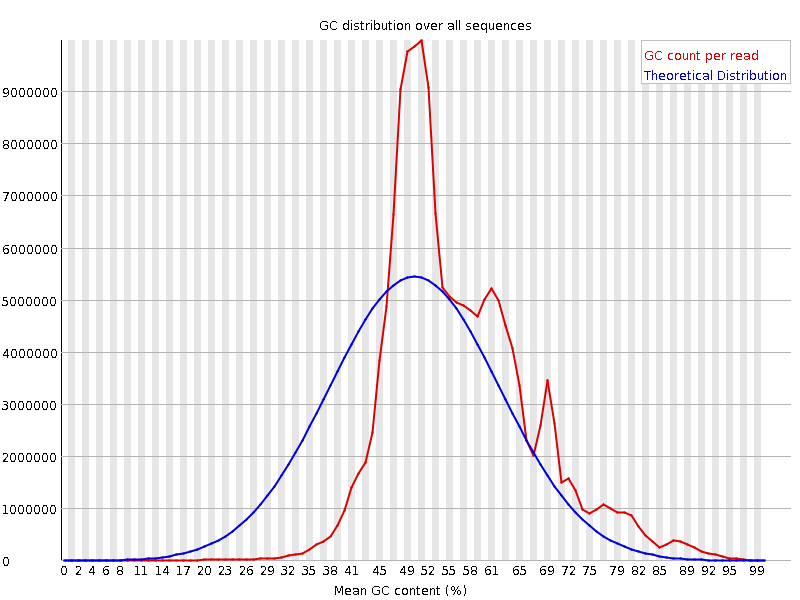 GC distribution over all sequences
GC count per read
Theoretical Distribution
9000000
8000000
7000000
6000000
5000000
4000000
3000000
2000000
1000000
0
0 2 4 6 8 11 14 17 20 23 26 29 32 35 38 41 45 49 52 55 58 61 65 69 72 75 79 82 85 89 92 95 99
Mean GC content (%)